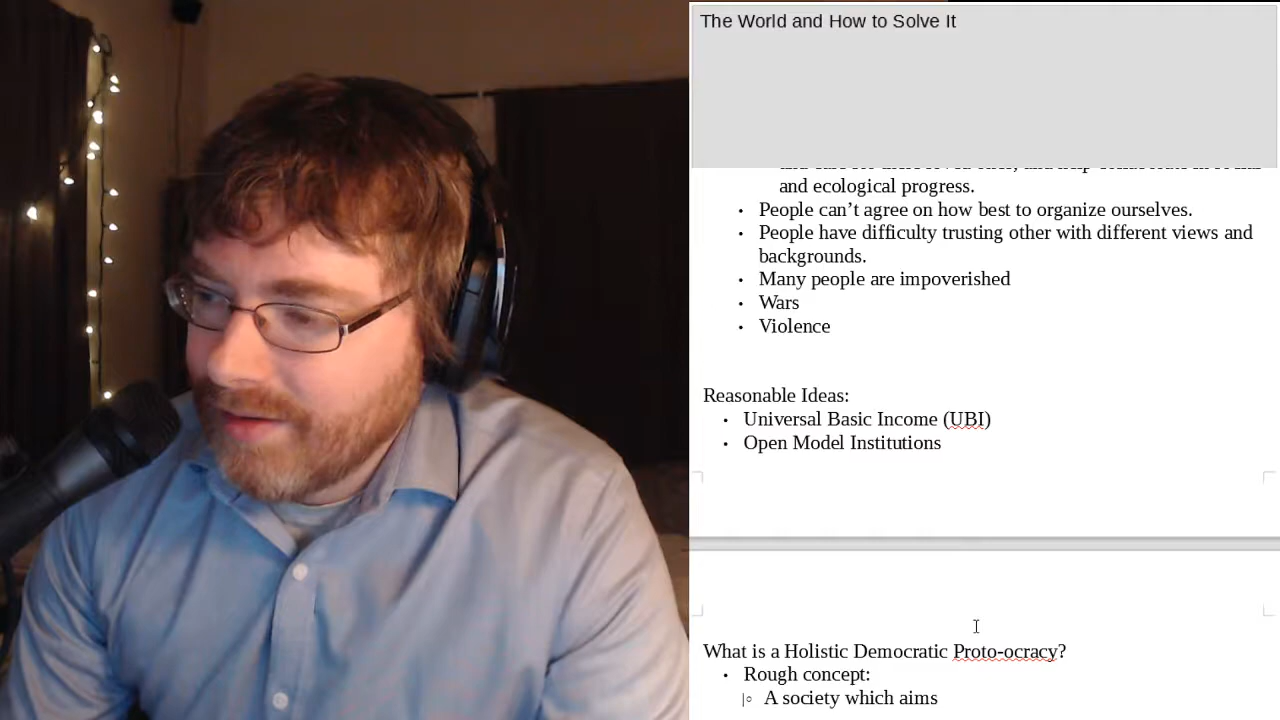 The World and How to Solve It
and ecological progress.
People can’t agree on how best to organize ourselves.
People have difficulty trusting other with different views and
backgrounds.
Many people are impoverished
Wars
Violence
Reasonable Ideas:
Universal Basic Income (UBI)
Open Model Institutions
What is a Holistic Democratic Proto-ocracy?
Rough concept:
A society which aims